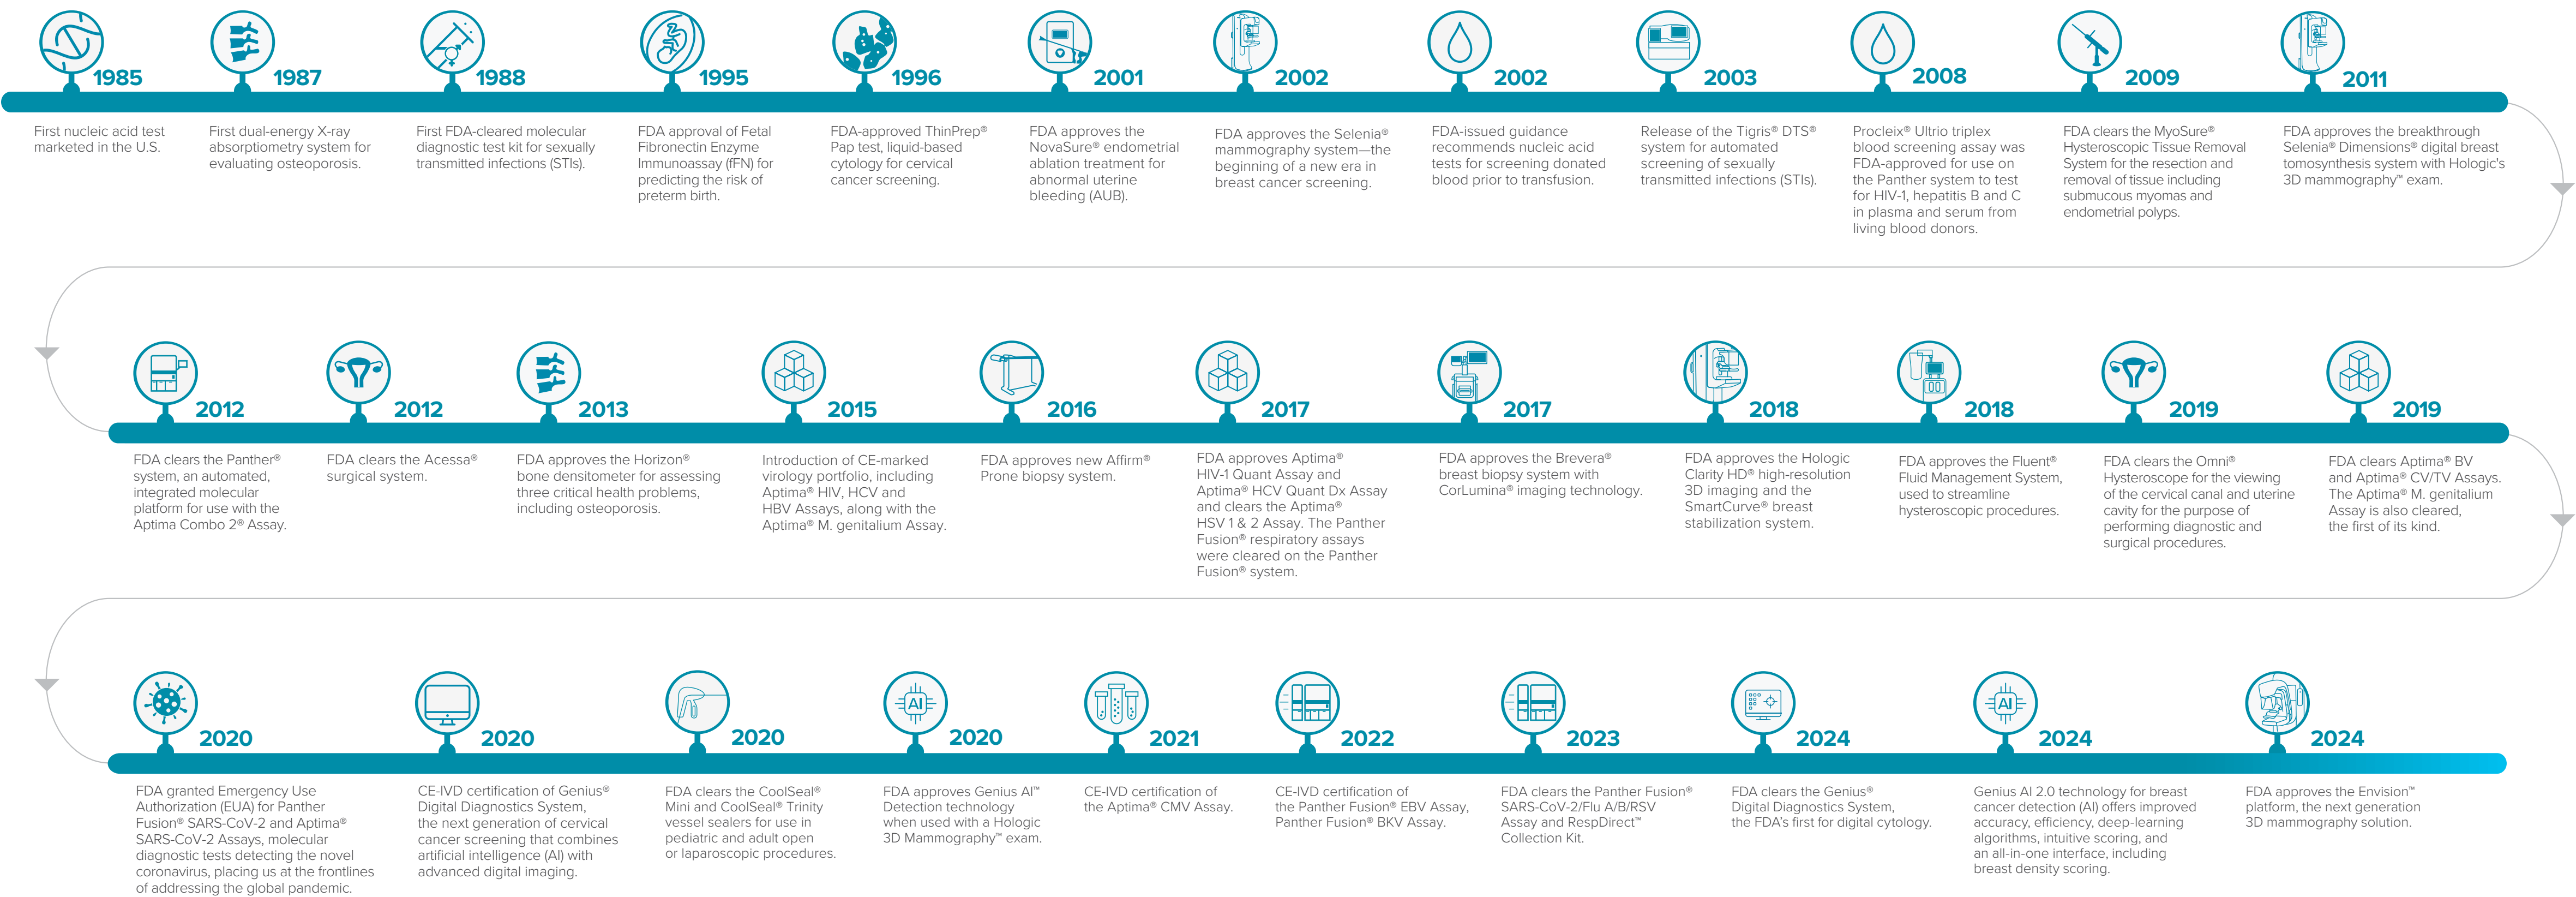 1985
First nucleic acid test
marketed in the U.S.
1987
First dual-energy X-ray
absorptiometry system for
evaluating osteoporosis.
1988
First FDA-cleared molecular
diagnostic test kit for sexually
transmitted infections (STIs).
1995
FDA approval of Fetal
Fibronectin Enzyme
Immunoassay (fFN) for
predicting the risk of
preterm birth.
1996
FDA-approved ThinPrep®
Pap test, liquid-based
cytology for cervical
cancer screening.
2001
FDA approves the
NovaSure® endometrial
ablation treatment for
abnormal uterine
bleeding (AUB).
2002
FDA approves the Selenia®
mammography system—the
beginning of a new era in
breast cancer screening.
2002
FDA-issued guidance
recommends nucleic acid
tests for screening donated
blood prior to transfusion.
2003
Release of the Tigris® DTS®
system for automated
screening of sexually
transmitted infections (STIs).
2008
Procleix® Ultrio triplex
blood screening assay was
FDA-approved for use on
the Panther system to test
for HIV-1, hepatitis B and C
in plasma and serum from
living blood donors.
2009
FDA clears the MyoSure®
Hysteroscopic Tissue Removal
System for the resection and
removal of tissue including
submucous myomas and
endometrial polyps.
2011
FDA approves the breakthrough
Selenia® Dimensions® digital breast
tomosynthesis system with Hologic's
3D mammography™ exam.
2012
FDA clears the Panther®
system, an automated,
integrated molecular
platform for use with the
Aptima Combo 2® Assay.
2012
FDA clears the Acessa®
surgical system.
2013
FDA approves the Horizon®
bone densitometer for assessing
three critical health problems,
including osteoporosis.
2015
Introduction of CE-marked
virology portfolio, including
Aptima® HIV, HCV and
HBV Assays, along with the
Aptima® M. genitalium Assay.
2016
FDA approves new Affirm®
Prone biopsy system.
2017
FDA approves Aptima®
HIV-1 Quant Assay and
Aptima® HCV Quant Dx Assay
and clears the Aptima®
HSV 1 & 2 Assay. The Panther
Fusion® respiratory assays
were cleared on the Panther
Fusion® system.
2017
FDA approves the Brevera®
breast biopsy system with
CorLumina® imaging technology.
2018
FDA approves the Hologic
Clarity HD® high-resolution
3D imaging and the
SmartCurve® breast
stabilization system.
2018
FDA approves the Fluent®
Fluid Management System,
used to streamline
hysteroscopic procedures.
2019
FDA clears the Omni®
Hysteroscope for the viewing
of the cervical canal and uterine
cavity for the purpose of
performing diagnostic and
surgical procedures.
2019
FDA clears Aptima® BV
and Aptima® CV/TV Assays.
The Aptima® M. genitalium
Assay is also cleared,
the first of its kind.
2020
FDA granted Emergency Use
Authorization (EUA) for Panther
Fusion® SARS-CoV-2 and Aptima®
SARS-CoV-2 Assays, molecular
diagnostic tests detecting the novel
coronavirus, placing us at the frontlines
of addressing the global pandemic.
2020
CE-IVD certification of Genius®
Digital Diagnostics System,
the next generation of cervical
cancer screening that combines
artificial intelligence (AI) with
advanced digital imaging.
2020
FDA clears the CoolSeal®
Mini and CoolSeal® Trinity
vessel sealers for use in
pediatric and adult open
or laparoscopic procedures.
AI
2020
FDA approves Genius AI™
Detection technology
when used with a Hologic
3D Mammography™ exam.
2021
CE-IVD certification of
the Aptima® CMV Assay.
2022
CE-IVD certification of
the Panther Fusion® EBV Assay,
Panther Fusion® BKV Assay.
2023
FDA clears the Panther Fusion®
SARS-CoV-2/Flu A/B/RSV
Assay and RespDirect™
Collection Kit.
2024
FDA clears the Genius®
Digital Diagnostics System,
the FDA's first for digital cytology.
AI
2024
Genius AI 2.0 technology for breast
cancer detection (AI) offers improved
accuracy, efficiency, deep-learning
algorithms, intuitive scoring, and
an all-in-one interface, including
breast density scoring.
2024
FDA approves the Envision™
platform, the next generation
3D mammography solution.